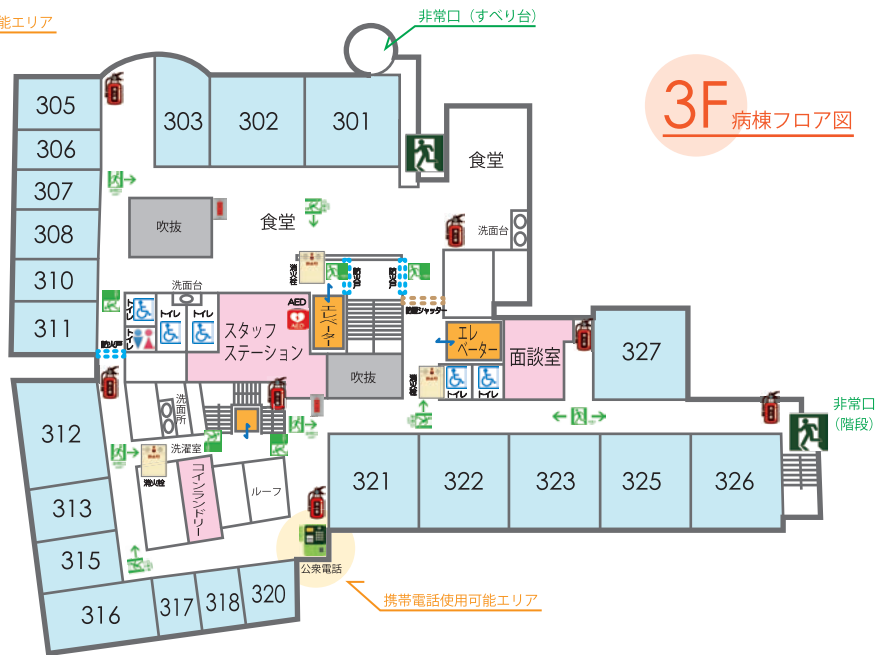 能エリア
非常口（すべり台）
3F 病棟フロア図
305
303
302
301
306
食堂
307
308
吹抜
食堂
洗面台
310
消火栓
防火戸
防火戸
洗面台
311
トイレ
トイレ
トイレ
AED
AED
エレベーター
防煙シャッター
スタッフ
ステーション
トイレ
防火戸
エレ
ベーター
面談室
327
吹抜
消火栓
トイレ
トイレ
312
洗面所
非常口
（階段）
洗濯室
消火栓
コインランドリー
ルーフ
321
322
323
325
326
313
315
公衆電話
316
317
318
320
携帯電話使用可能エリア